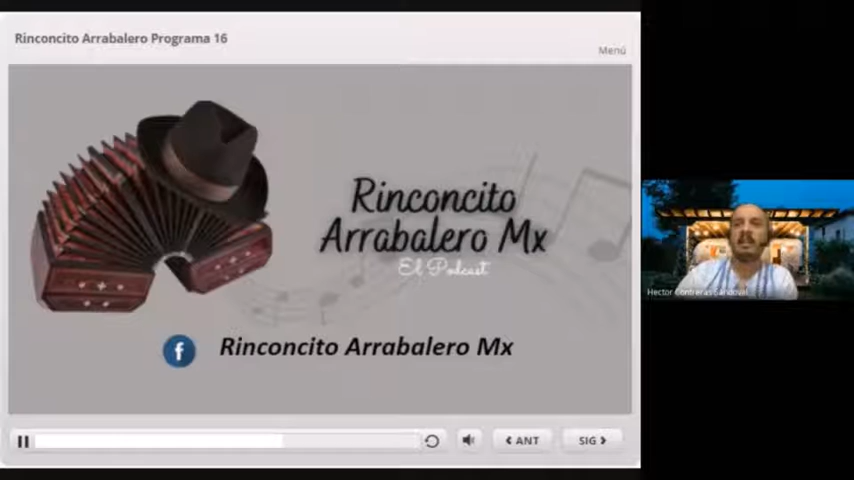 Rinconcito Arrabalero Programa 16
Menú
Rinconcito
Arrabalero Mx
El Podcast
f Rinconcito Arrabalero Mx
ANT
SIG
Hector Contreras Sandoval